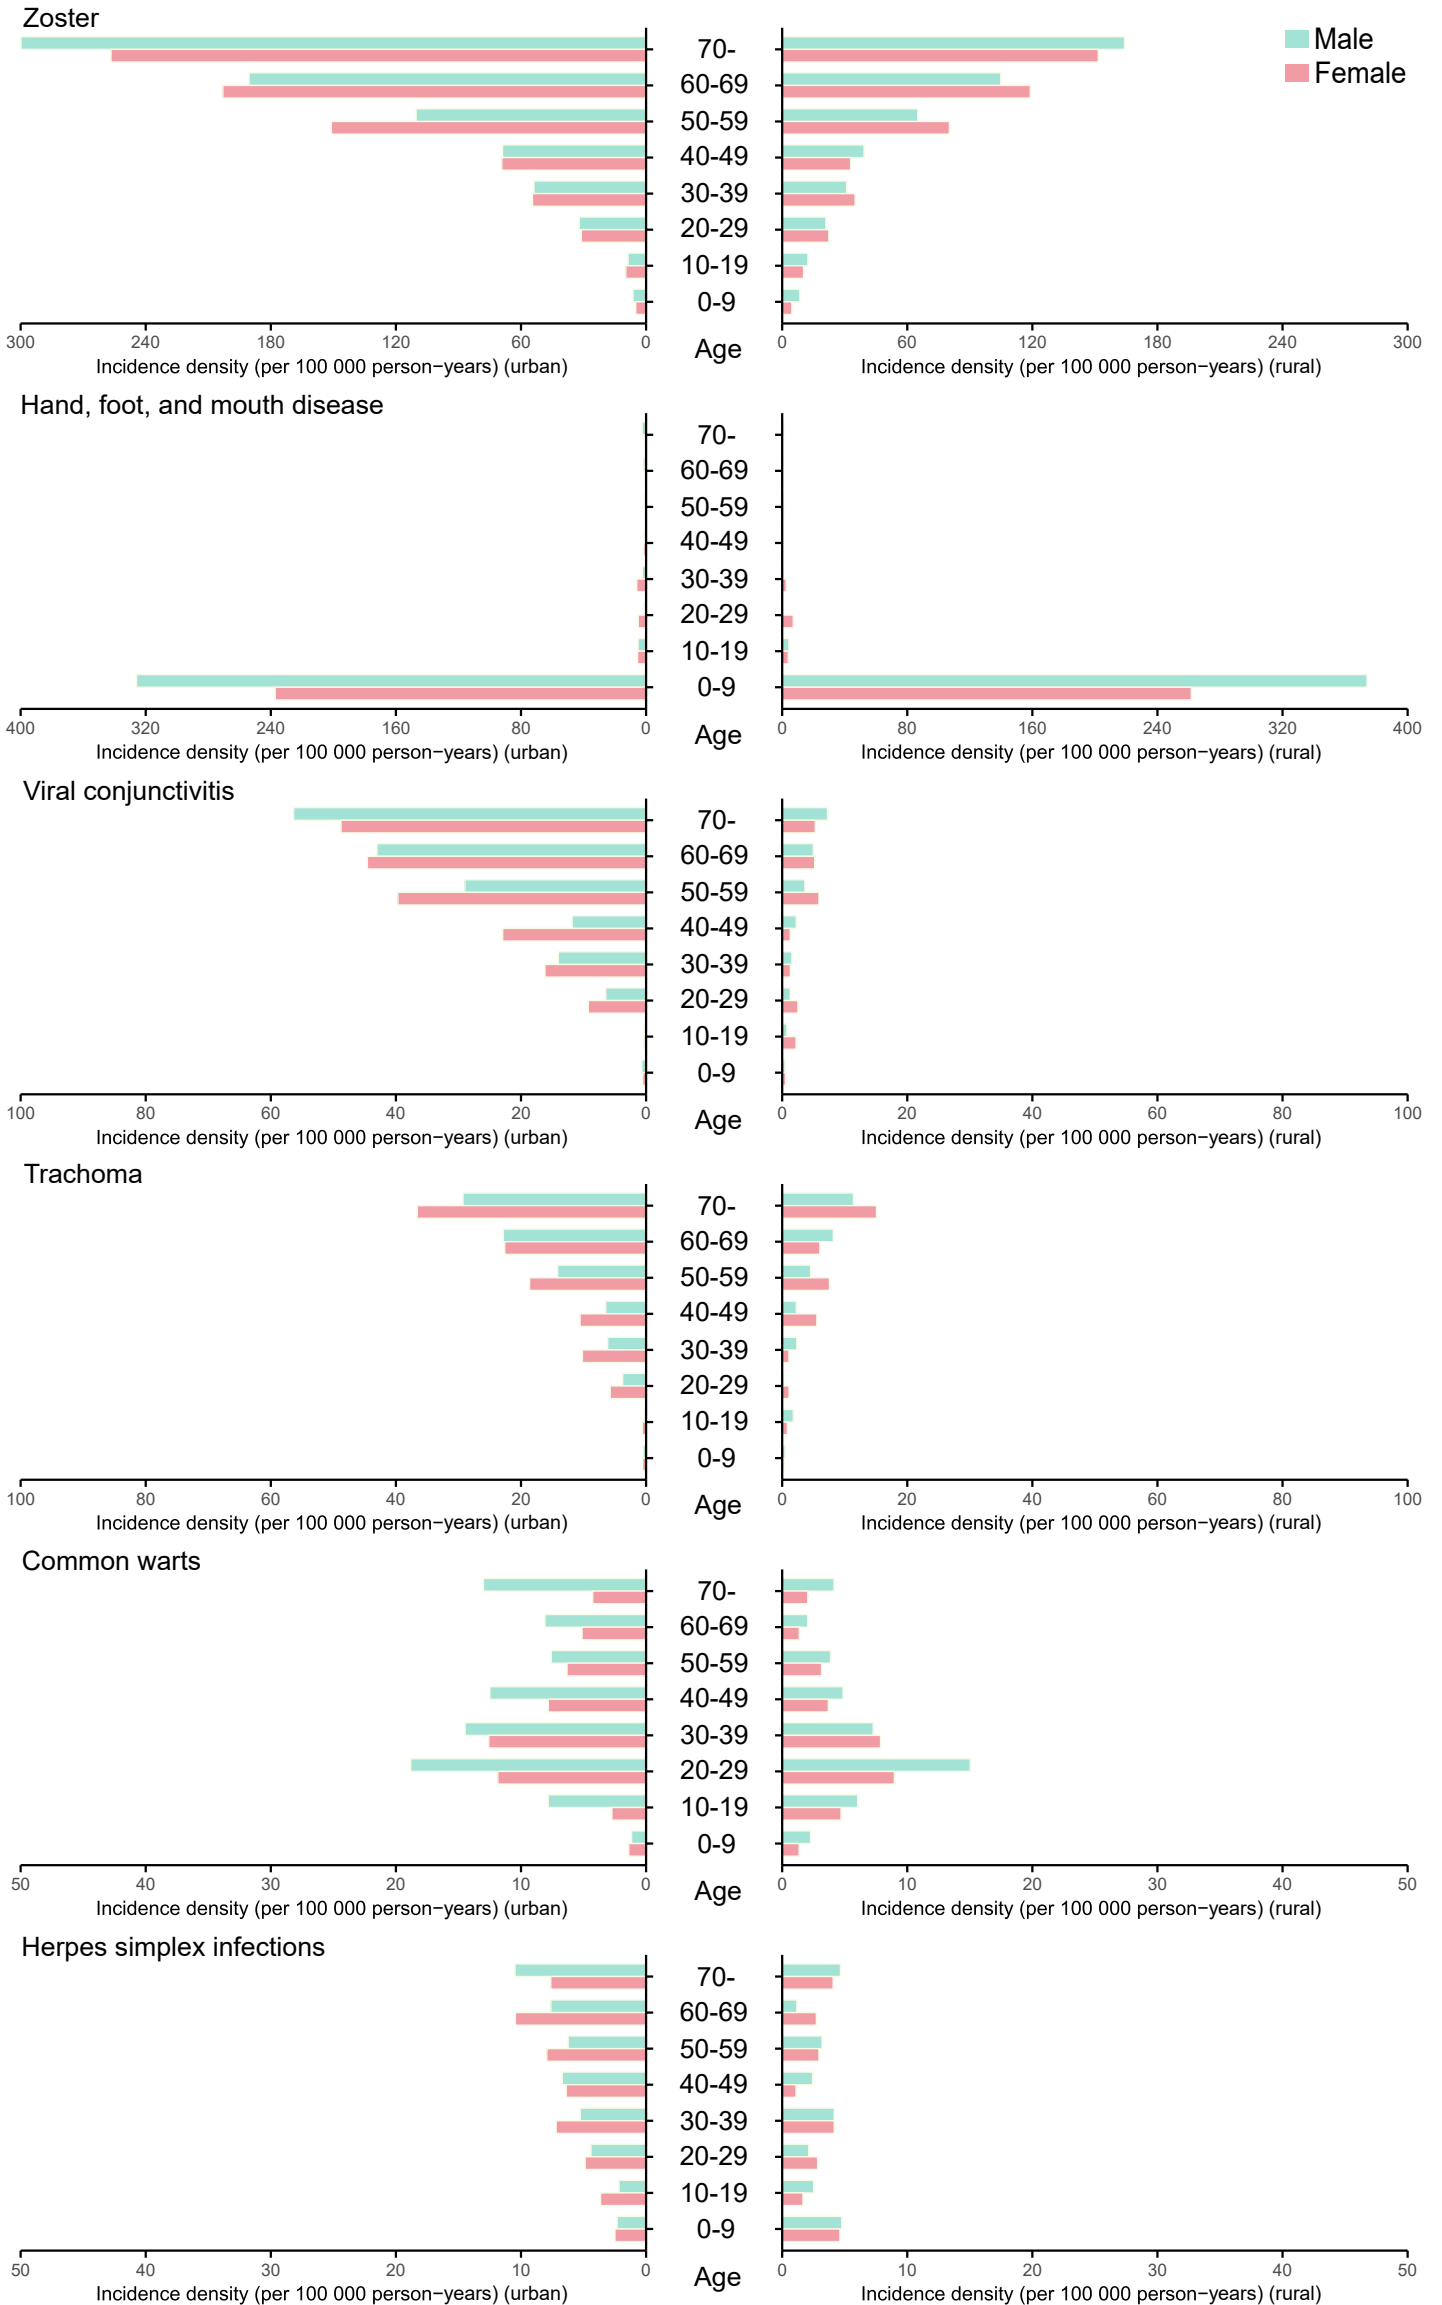 Zoster
Male
Female
70-
60-69
50-59
40-49
30-39
20-29
10-19
0-9
300 240 180 120 60 0 Age 0 60 120 180 240 300
Incidence density (per 100 000 person−years) (urban) Incidence density (per 100 000 person−years) (rural)
Hand, foot, and mouth disease
70-
60-69
50-59
40-49
30-39
20-29
10-19
0-9
400 320 240 160 80 0 Age 0 80 160 240 320 400
Incidence density (per 100 000 person−years) (urban) Incidence density (per 100 000 person−years) (rural)
Viral conjunctivitis
70-
60-69
50-59
40-49
30-39
20-29
10-19
0-9
100 80 60 40 20 0 Age 0 20 40 60 80 100
Incidence density (per 100 000 person−years) (urban) Incidence density (per 100 000 person−years) (rural)
Trachoma
70-
60-69
50-59
40-49
30-39
20-29
10-19
0-9
100 80 60 40 20 0 Age 0 20 40 60 80 100
Incidence density (per 100 000 person−years) (urban) Incidence density (per 100 000 person−years) (rural)
Common warts
70-
60-69
50-59
40-49
30-39
20-29
10-19
0-9
50 40 30 20 10 0 Age 0 10 20 30 40 50
Incidence density (per 100 000 person−years) (urban) Incidence density (per 100 000 person−years) (rural)
Herpes simplex infections
70-
60-69
50-59
40-49
30-39
20-29
10-19
0-9
50 40 30 20 10 0 Age 0 10 20 30 40 50
Incidence density (per 100 000 person−years) (urban) Incidence density (per 100 000 person−years) (rural)